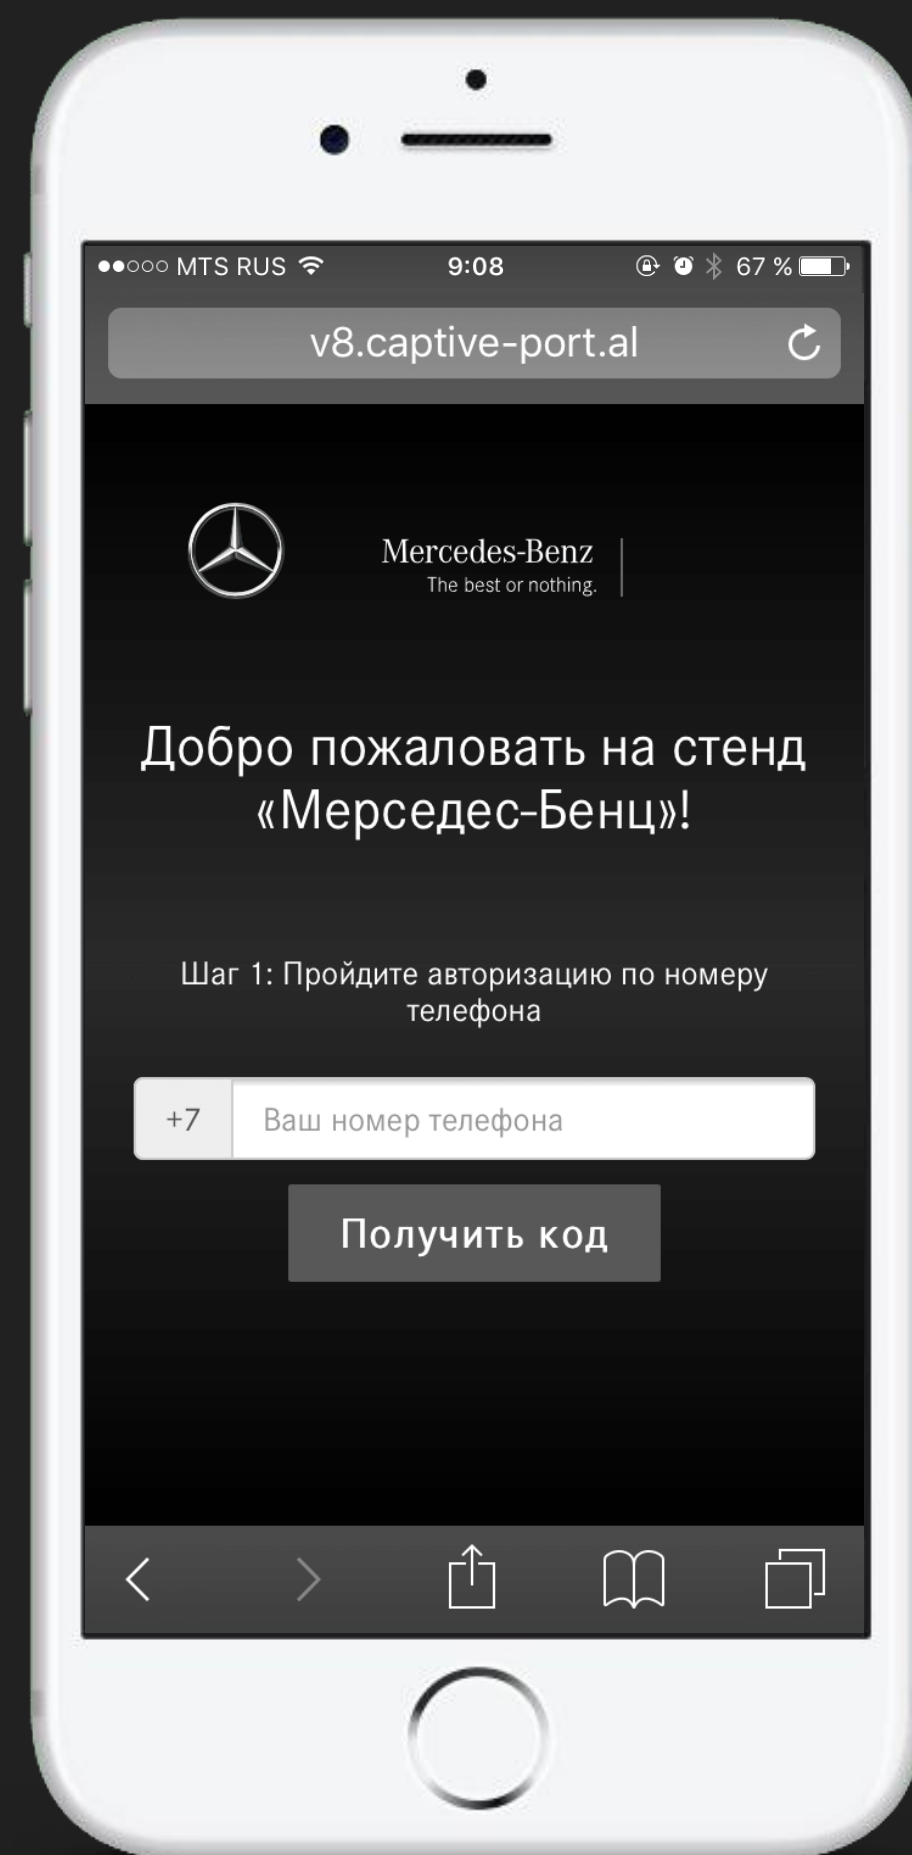 MTS RUS 9:08 67 %
v8.captive-port.al
Mercedes-Benz
The best or nothing.
Добро пожаловать на стенд
«Мерседес-Бенц»!
Шаг 1: Пройдите авторизацию по номеру
телефона
+7 Ваш номер телефона
Получить код